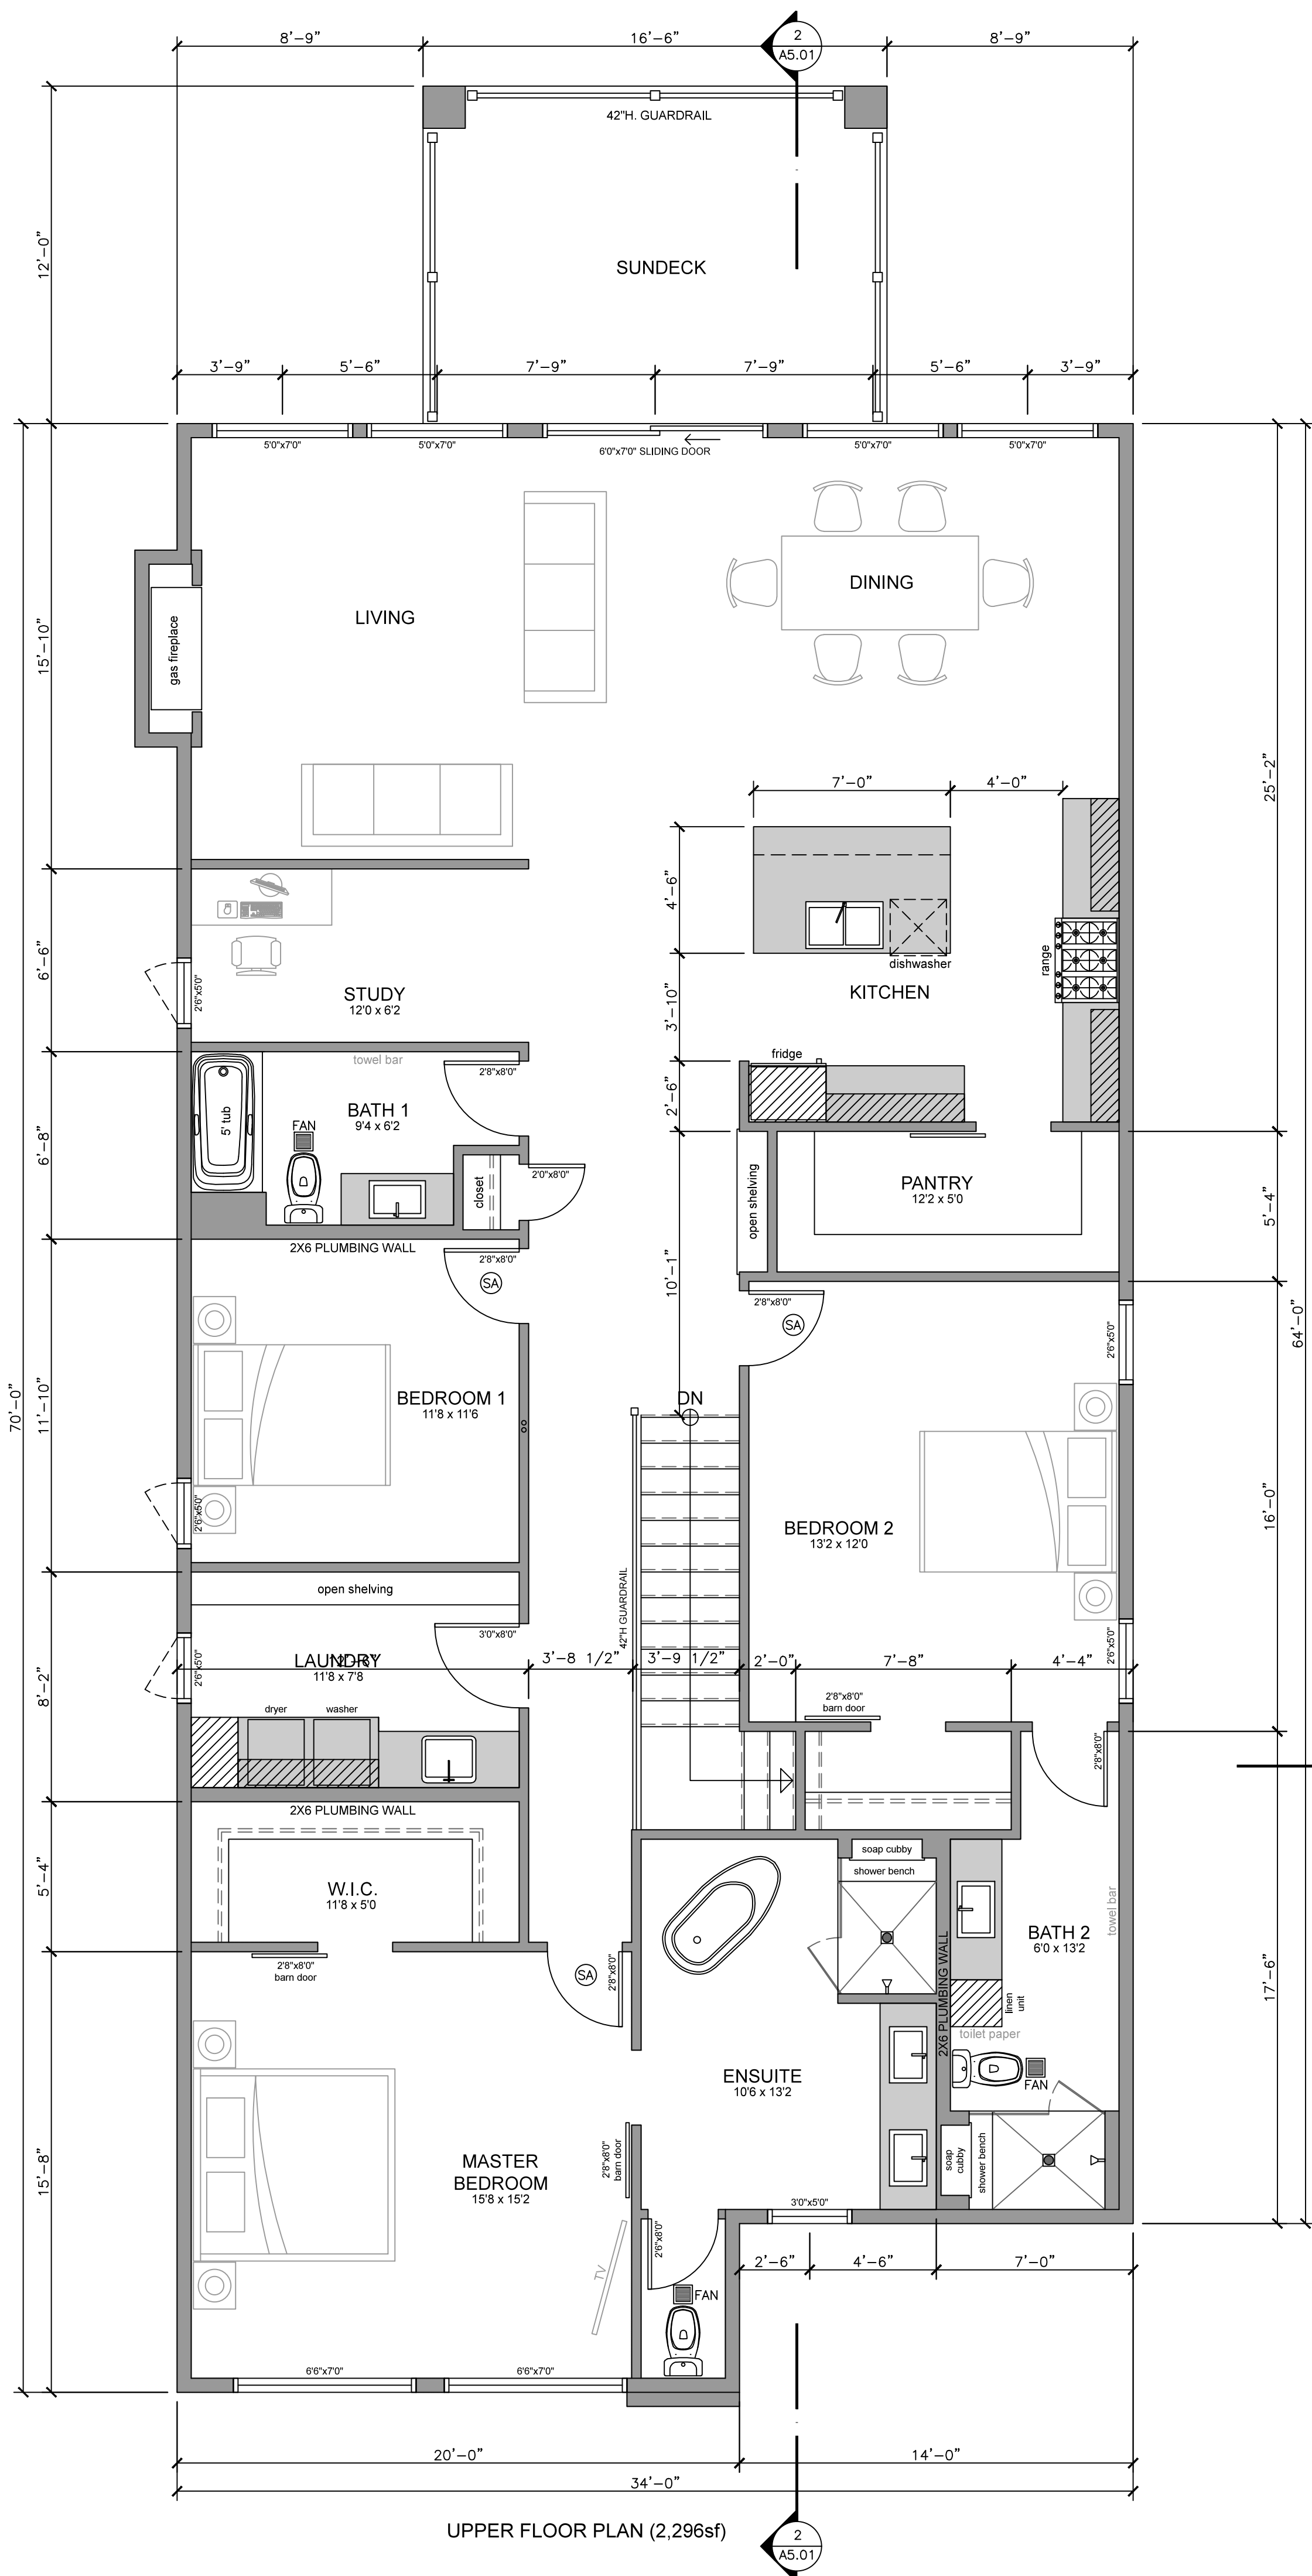 2
A5.01
8'-9"
16'-6"
8'-9"
42"H. GUARDRAIL
12'-0"
SUNDECK
3'-9"
5'-6"
7'-9"
7'-9"
5'-6"
3'-9"
5'0"x7'0"
5'0"x7'0"
6'0"x7'0" SLIDING DOOR
5'0"x7'0"
5'0"x7'0"
LIVING
DINING
gas fireplace
15'-10"
25'-2"
7'-0"
4'-0"
4'-6"
dishwasher
range
KITCHEN
3'-10"
6'-6"
2'6"x5'0"
STUDY
12'0 x 6'2
towel bar
2'8"x8'0"
fridge
2'-6"
BATH 1
9'4 x 6'2
5' tub
FAN
6'-8"
closet
2'0"x8'0"
open shelving
PANTRY
12'2 x 5'0
5'-4"
2X6 PLUMBING WALL
2'8"x8'0"
SA
10'-1"
2'8"x8'0"
SA
2'6"x5'0"
64'-0"
70'-0"
11'-10"
BEDROOM 1
11'8 x 11'6
DN
2'6"x5'0"
BEDROOM 2
13'2 x 12'0
16'-0"
open shelving
42"H GUARDRAIL
3'0"x8'0"
2'6"x5'0"
LAUNDRY
11'8 x 7'8
3'-8 1/2"
3'-9 1/2"
2'-0"
7'-8"
4'-4"
2'6"x5'0"
8'-2"
dryer
washer
2'8"x8'0"
barn door
2'8"x8'0"
2X6 PLUMBING WALL
5'-4"
W.I.C.
11'8 x 5'0
soap cubby
shower bench
BATH 2
6'0 x 13'2
towel bar
2'8"x8'0"
barn door
SA
2'8"x8'0"
2X6 PLUMBING WALL
linen
unit
toilet paper
17'-6"
FAN
ENSUITE
10'6 x 13'2
15'-8"
MASTER
BEDROOM
15'8 x 15'2
2'8"x8'0"
barn door
soap
cubby
shower bench
3'0"x5'0"
2'6"x8'0"
TV
FAN
2'-6"
4'-6"
7'-0"
6'6"x7'0"
6'6"x7'0"
20'-0"
14'-0"
34'-0"
UPPER FLOOR PLAN (2,296sf)
2
A5.01